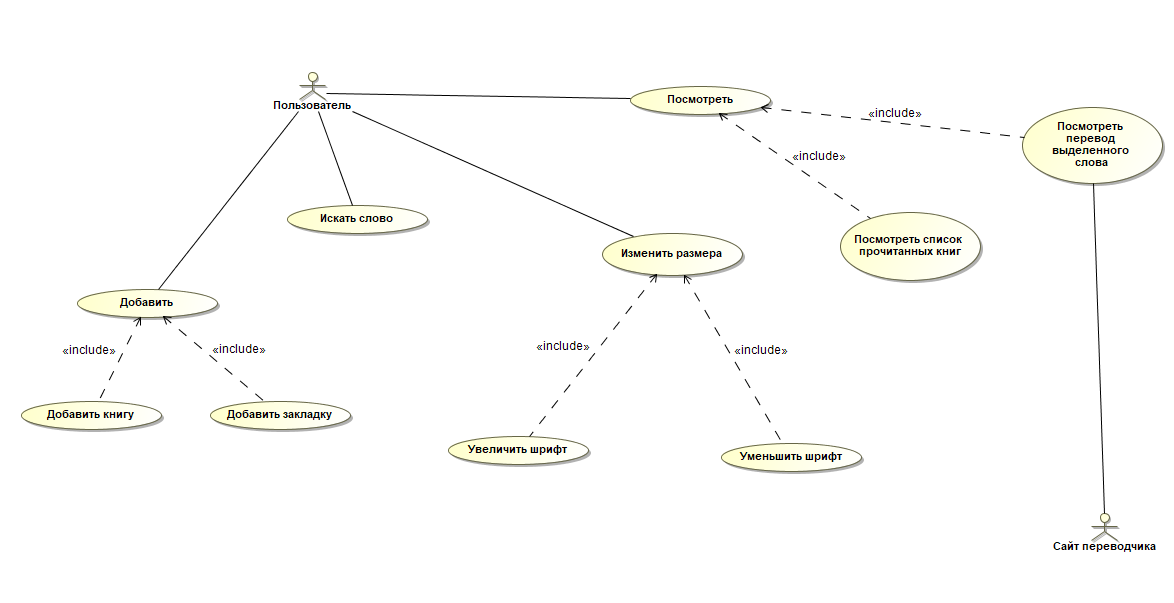 Пользователь
Посмотреть
«include»
Посмотреть
перевод
выделенного
слова
«include»
Искать слово
Изменить размера
Посмотреть список
прочитанных книг
Добавить
«include»
«include»
«include»
«include»
Добавить книгу
Добавить закладку
Увеличить шрифт
Уменьшить шрифт
Сайт переводчика